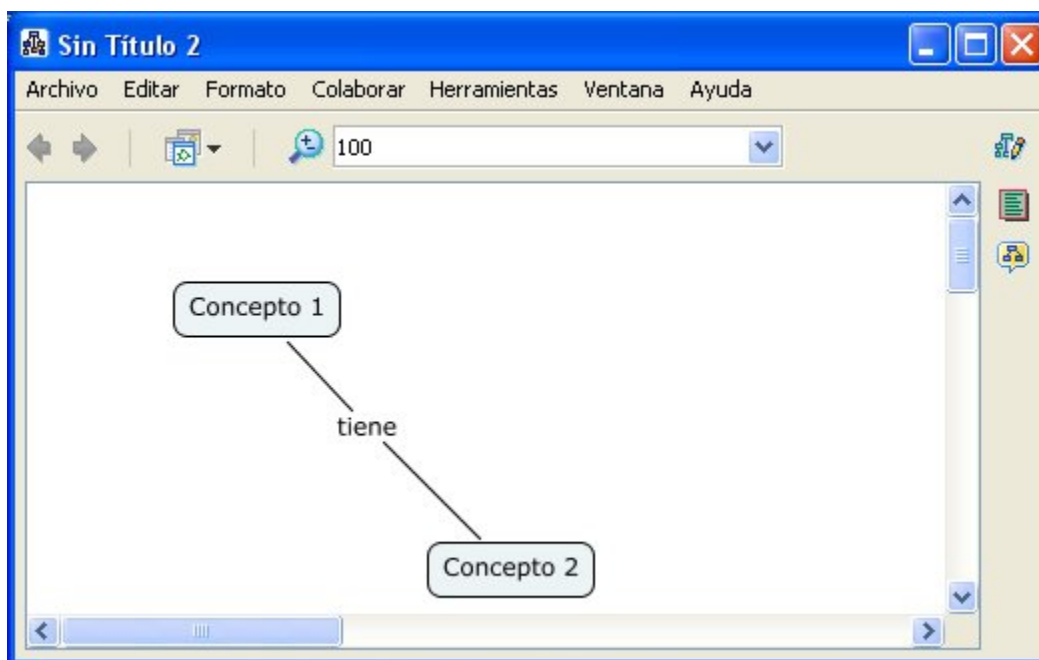 Sin Título 2
Archivo Editar Formato Colaborar Herramientas Ventana Ayuda
100
Concepto 1
tiene
Concepto 2